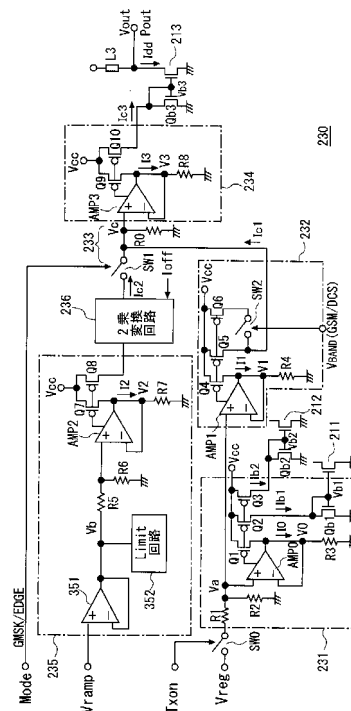 Vout
Pout
L3
Idd
213
Vb3
Qb3
Ic3
Q10
Vcc
Q9
AMP3
I3
V3
R8
234
230
Vc
R0
233
SW1
Ic2
Ioff
Ic1
236
2乗
変換
回路
Vcc
Q8
Q7
AMP2
I2
V2
R7
R6
R5
Vb
Limit
回路
352
351
235
232
Vcc
Q6
Q5
Q4
SW2
AMP1
I1
V1
R4
VBAND(GSM/DCS)
212
Vb2
Qb2
Ib2
211
Vb1
Qb1
Ib1
Vcc
Q3
Q2
Q1
AMP0
I0
V0
R3
Va
R1
R2
SW0
231
GMSK/EDGE
Mode
Vramp
Txon
Vreg